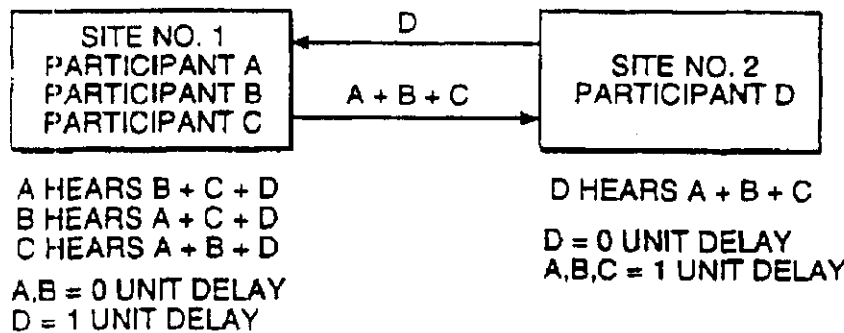 SITE NO. 1
PARTICIPANT A
PARTICIPANT B
PARTICIPANT C
D
A + B + C
SITE NO. 2
PARTICIPANT D
A HEARS B + C + D
B HEARS A + C + D
C HEARS A + B + D
A,B = 0 UNIT DELAY
D = 1 UNIT DELAY
D HEARS A + B + C
D = 0 UNIT DELAY
A,B,C = 1 UNIT DELAY